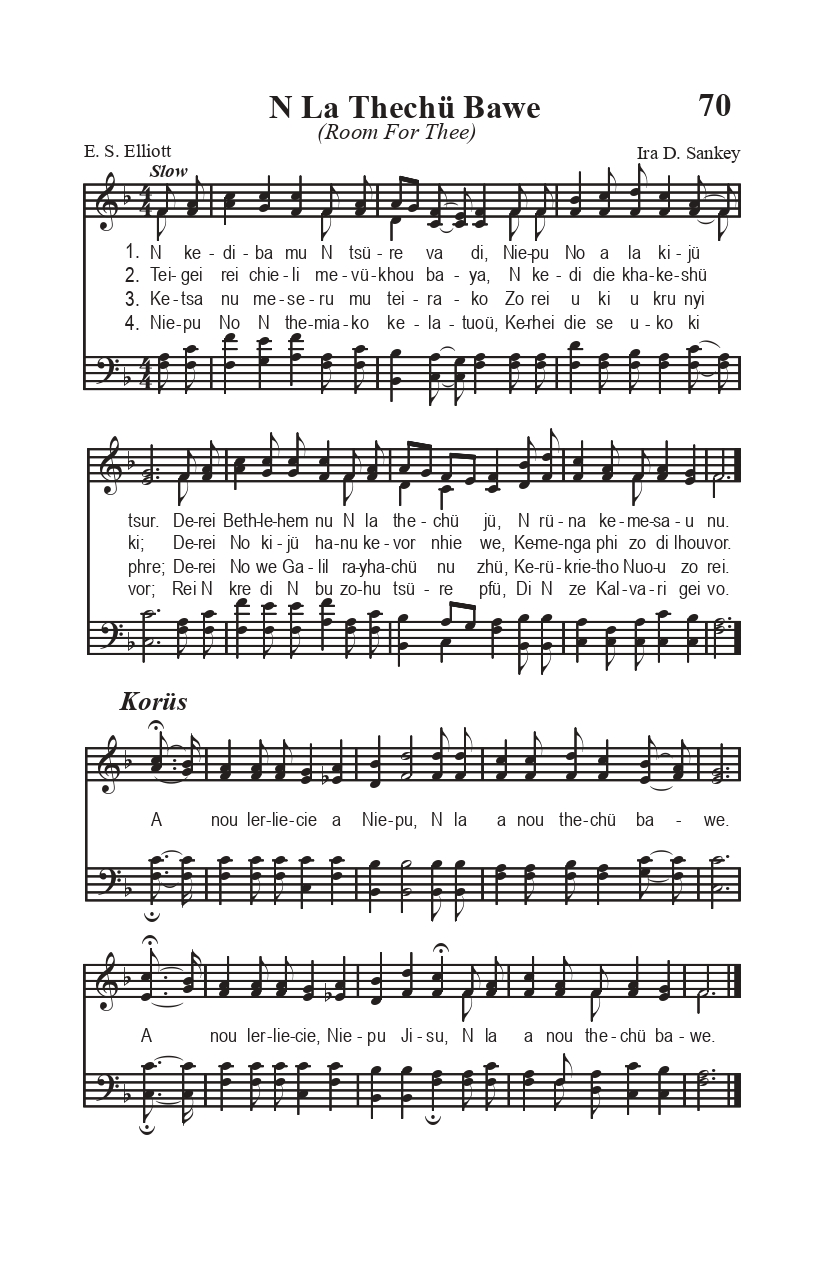 N La Thechü Bawe
70
(Room For Thee)
E. S. Elliott
Ira D. Sankey
Slow
1. N ke - di - ba mu N tsü - re va di, Nie-pu No a la ki-jü
2. Tei-gei rei chie-li me-vü-khou ba - ya, N ke - di die kha-ke-shü
3. Ke-tsa nu me-se-ru mu tei-ra-ko Zo rei u ki u kru nyi
4. Nie-pu No N the-mia-ko ke-la-tuoü, Ker-hei die se u-ko ki
tsur. De-rei Beth-le-hem nu N la the-chü jü, N rü-na ke-me-sa-u nu.
ki; De-rei No ki-jü ha-nu ke-vor nhie we, Ke-me-nga phi zo di lhouvor.
phre; De-rei No we Ga-lil ra-yha-chü nu zhü, Ke-rü-krie-tho Nuo-u zo rei.
vor; Rei N kre di N bu zo-hu tsü-re pfü, Di N ze Kal-va-ri gei vo.
Korüs
A nou ler-lie-cie a Nie-pu, N la a nou the-chü ba - we.
A nou ler-lie-cie, Nie-pu Ji-su, N la a nou the-chü ba-we.